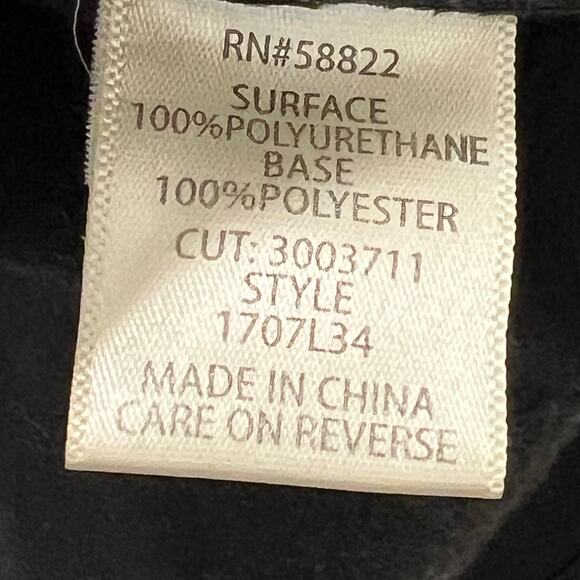 RN#58822
SURFACE
100%POLYURETHANE
BASE
100%POLYESTER
CUT: 3003711
STYLE
1707L34
MADE IN CHINA
CARE ON REVERSE